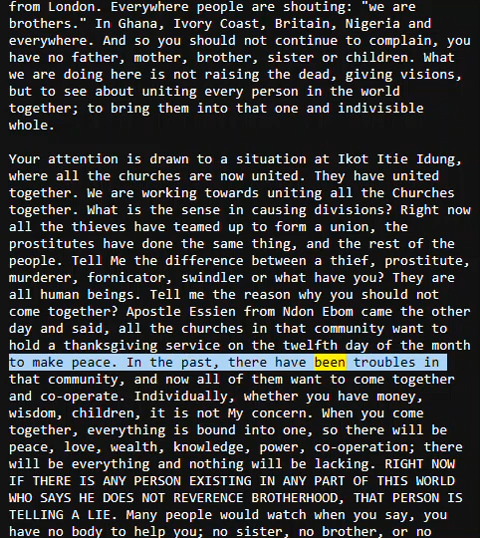 from London. Everywhere people are shouting: "we are
brothers." In Ghana, Ivory Coast, Britain, Nigeria and
everywhere. And so you should not continue to complain, you
have no father, mother, brother, sister or children. What
we are doing here is not raising the dead, giving visions,
but to see about uniting every person in the world
together; to bring them into that one and indivisible
whole.
Your attention is drawn to a situation at Ikot Itie Idung,
where all the churches are now united. They have united
together. We are working towards uniting all the Churches
together. What is the sense in causing divisions? Right now
all the thieves have teamed up to form a union, the
prostitutes have done the same thing, and the rest of the
people. Tell Me the difference between a thief, prostitute,
murderer, fornicator, swindler or what have you? They are
all human beings. Tell me the reason why you should not
come together? Apostle Essien from Ndon Ebom came the other
day and said, all the churches in that community want to
hold a thanksgiving service on the twelfth day of the month
to make peace. In the past, there have been troubles in
that community, and now all of them want to come together
and co-operate. Individually, whether you have money,
wisdom, children, it is not My concern. When you come
together, everything is bound into one, so there will be
peace, love, wealth, knowledge, power, co-operation; there
will be everything and nothing will be lacking. RIGHT NOW
IF THERE IS ANY PERSON EXISTING IN ANY PART OF THIS WORLD
WHO SAYS HE DOES NOT REVERENCE BROTHERHOOD, THAT PERSON IS
TELLING A LIE. Many people would watch when you say, you
have no body to help you; no sister, no brother, or no